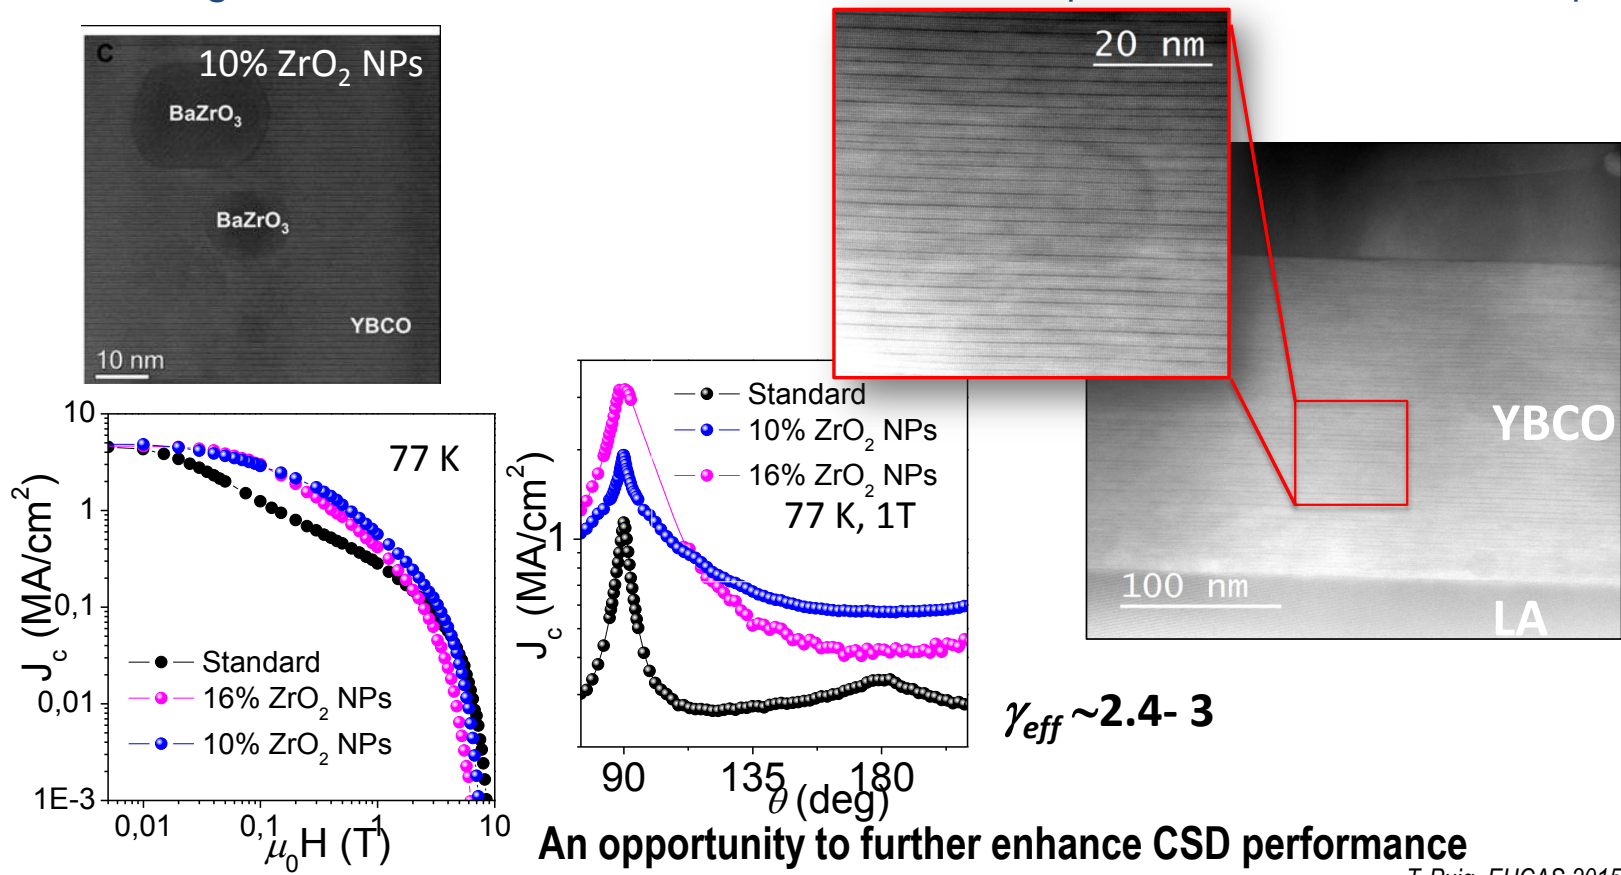 C
10% ZrO2 NPs
BaZrO3
BaZrO3
YBCO
10 nm
20 nm
YBCO
100 nm
LA
10
1
0,1
0,01
1E-3
Jc (MA/cm2)
77 K
Standard
16% ZrO2 NPs
10% ZrO2 NPs
0,01 0,1 1 10
μ0H (T)
Jc (MA/cm2)
1
Standard
10% ZrO2 NPs
16% ZrO2 NPs
77 K, 1T
90 135 180
θ (deg)
γeff ~2.4- 3
An opportunity to further enhance CSD performance